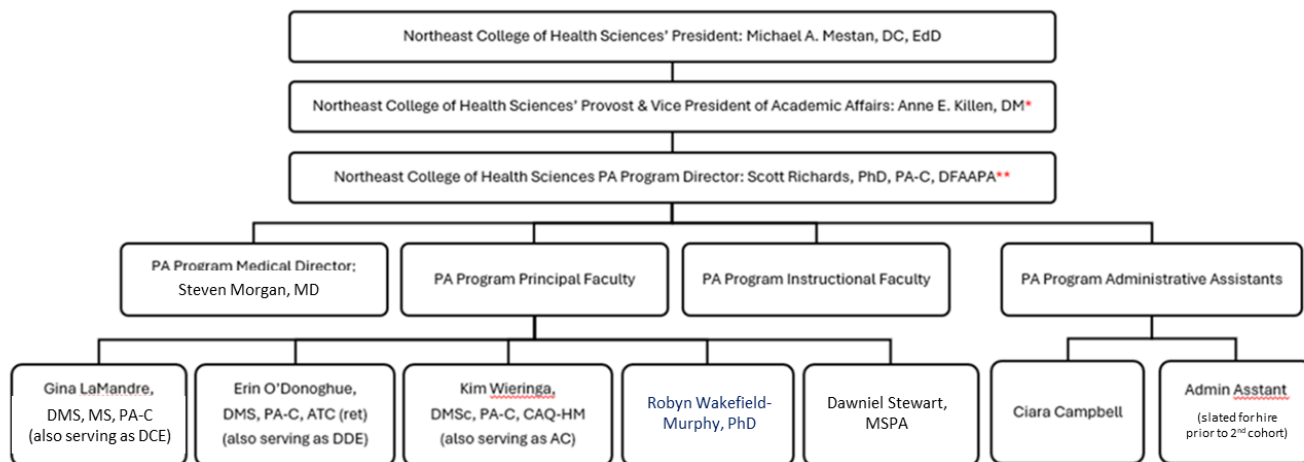 Northeast College of Health Sciences’ President: Michael A. Mestan, DC, EdD
Northeast College of Health Sciences’ Provost & Vice President of Academic Affairs: Anne E. Killen, DM*
Northeast College of Health Sciences PA Program Director: Scott Richards, PhD, PA-C, DFAAPA**
PA Program Medical Director;
Steven Morgan, MD
PA Program Principal Faculty
PA Program Instructional Faculty
PA Program Administrative Assistants
Gina LaMandre,
DMS, MS, PA-C
(also serving as DCE)
Erin O’Donoghue,
DMS, PA-C, ATC (ret)
(also serving as DDE)
Kim Wieringa,
DMSc, PA-C, CAQ-HM
(also serving as AC)
Robyn Wakefield-
Murphy, PhD
Dawniel Stewart,
MSPA
Ciara Campbell
Admin Asstant
(slated for hire
prior to 2nd cohort)